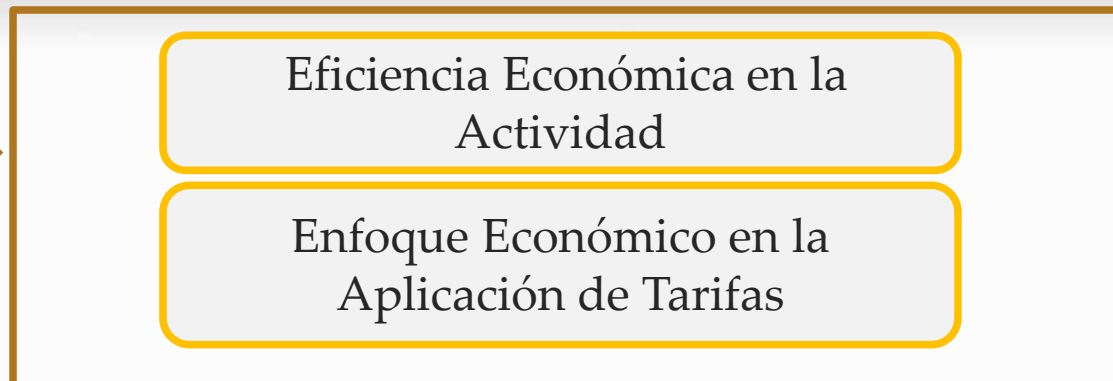 Eficiencia Económica en la
Actividad
Enfoque Económico en la
Aplicación de Tarifas